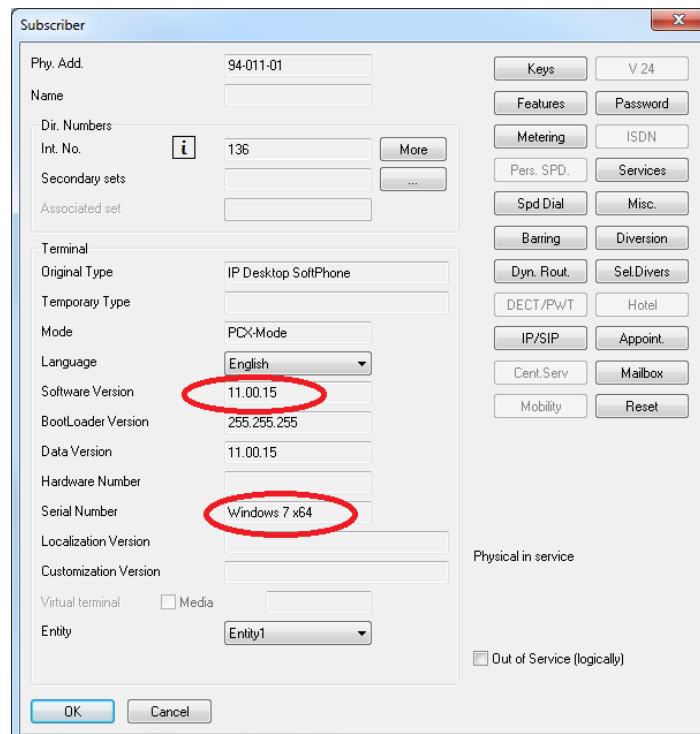 Subscriber
Phy. Add. 94-011-01
Name
Dir. Numbers
Int. No. i 136 More
Secondary sets ...
Associated set
Terminal
Original Type IP Desktop SoftPhone
Temporary Type
Mode PCX-Mode
Language English
Software Version 11.00.15
BootLoader Version 255.255.255
Data Version 11.00.15
Hardware Number
Serial Number Windows 7 x64
Localization Version
Customization Version
Virtual terminal Media
Entity Entity1
OK Cancel
Keys V 24
Features Password
Metering ISDN
Pers. SPD. Services
Spd Dial Misc.
Barring Diversion
Dyn. Rout. Sel.Divers
DECT/PWT Hotel
IP/SIP Appoint.
Cent.Serv Mailbox
Mobility Reset
Physical in service
Out of Service (logically)